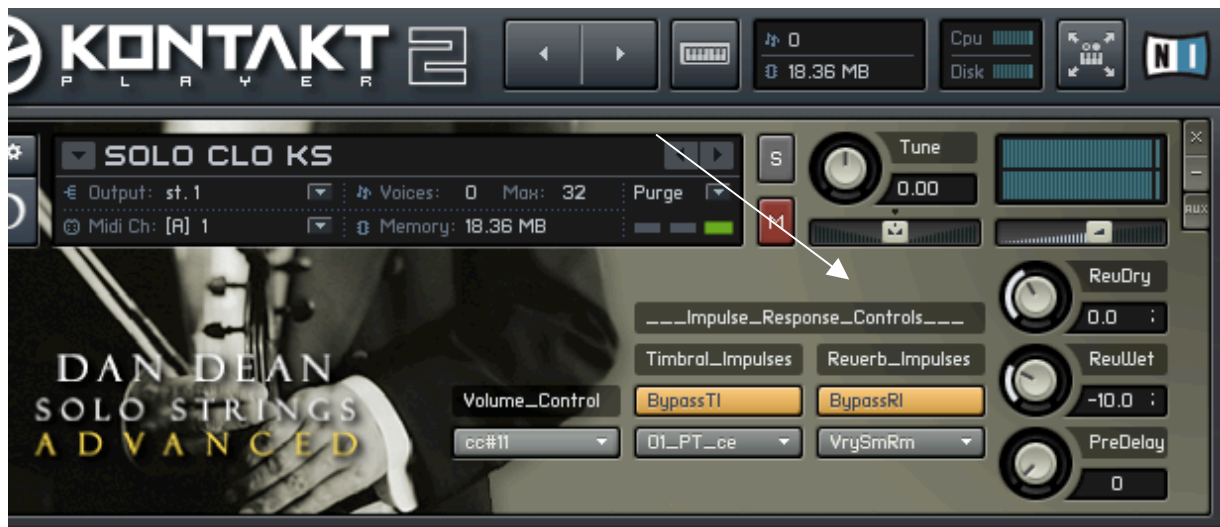 KONTAKT 2
PLAYER
0
18.36 MB
Cpu
Disk
NI
SOLO CLO KS
Output: st. 1
Voices: 0 Max: 32
Purge
Midi Ch: [A] 1
Memory: 18.36 MB
S
M
Tune
0.00
×
–
AUX
DAN DEAN
SOLO STRINGS
ADVANCED
___Impulse_Response_Controls___
Timbral_Impulses
Reverb_Impulses
Volume_Control
BypassTI
BypassRI
cc#11
01_PT_ce
VrySmRm
RevDry
0.0
RevWet
-10.0
PreDelay
0